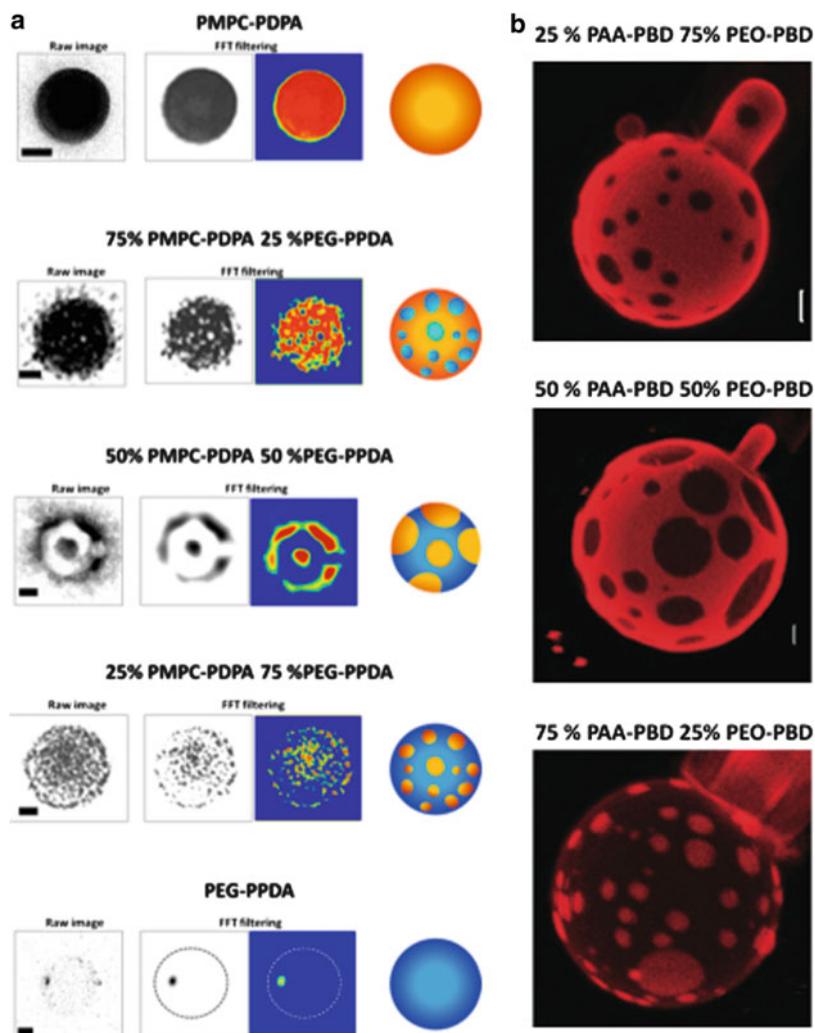 a
PMPC-PDPA
Raw image FFT filtering
75% PMPC-PDPA 25 %PEG-PPDA
Raw image FFT filtering
50% PMPC-PDPA 50 %PEG-PPDA
Raw image FFT filtering
25% PMPC-PDPA 75 %PEG-PPDA
Raw image FFT filtering
PEG-PPDA
Raw image FFT filtering
b
25 % PAA-PBD 75% PEO-PBD
50 % PAA-PBD 50% PEO-PBD
75 % PAA-PBD 25% PEO-PBD